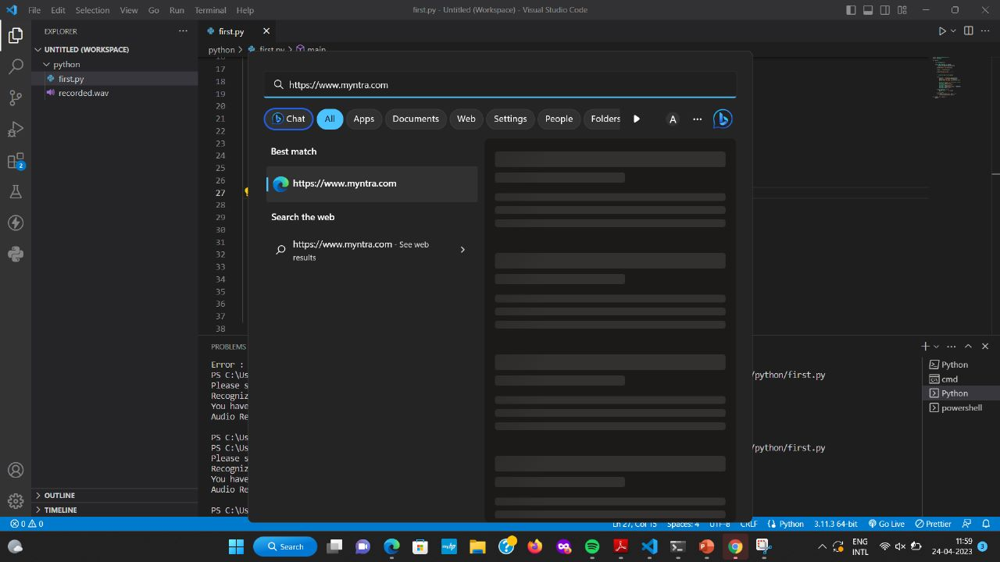 File Edit Selection View Go Run Terminal Help
first.py - Untitled (Workspace) - Visual Studio Code
EXPLORER
UNTITLED (WORKSPACE)
python
first.py
recorded.wav
OUTLINE
TIMELINE
first.py
python > first.py > main
17
18
19
20
21
22
23
24
25
26
27
28
29
30
31
32
33
34
35
36
37
38
https://www.myntra.com
Chat All Apps Documents Web Settings People Folders A
Best match
https://www.myntra.com
Search the web
https://www.myntra.com - See web
results
PROBLEMS
Error :
PS C:\Us /python/first.py
Please s
Recogniz
You have
Audio Re
PS C:\Us
PS C:\Us /python/first.py
Please s
Recogniz
You have
Audio Re
PS C:\Us
Python
cmd
Python
powershell
2
0 0 Ln 27, Col 15 Spaces: 4 UTF-8 CRLF Python 3.11.3 64-bit Go Live Prettier
Search
ENG
INTL
11:59
24-04-2023
3